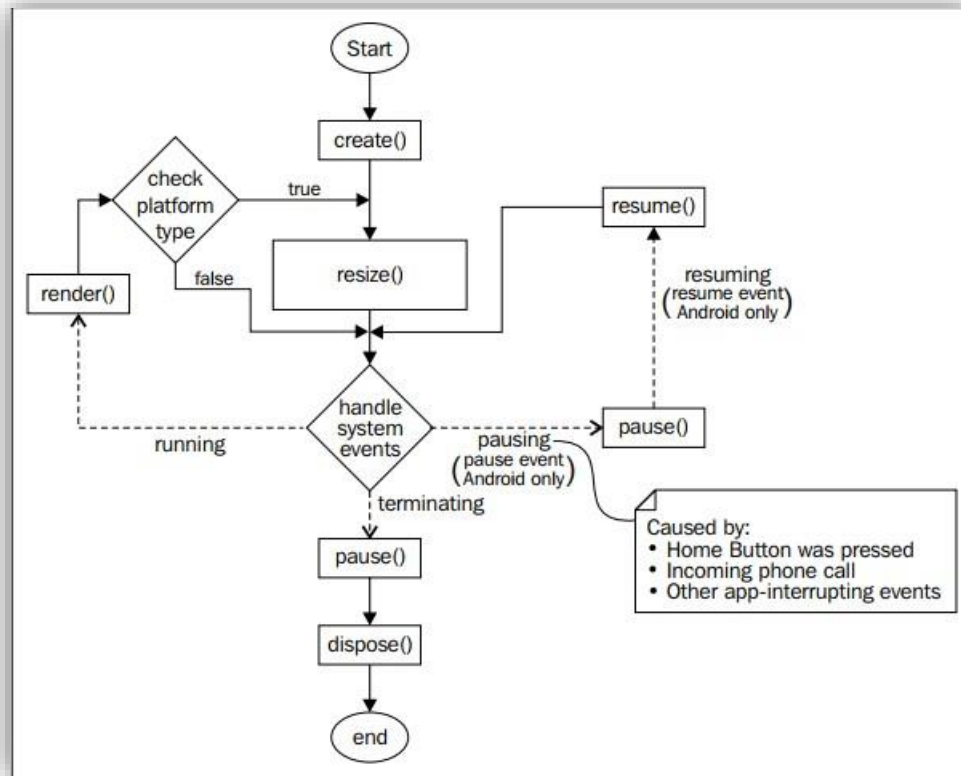 Start
create()
check
platform
type
true
false
resize()
resume()
render()
resuming
(resume event
Android only)
handle
system
events
running
pausing
(pause event
Android only)
pause()
terminating
Caused by:
• Home Button was pressed
• Incoming phone call
• Other app-interrupting events
pause()
dispose()
end